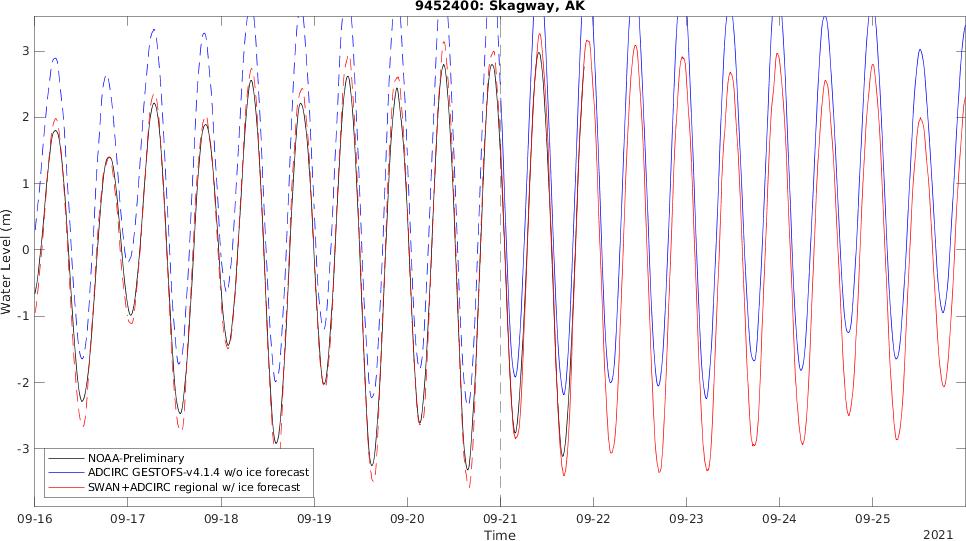 9452400: Skagway, AK
3
2
1
0
-1
-2
-3
Water Level (m)
NOAA-Preliminary
ADCIRC GESTOFS-v4.1.4 w/o ice forecast
SWAN+ADCIRC regional w/ ice forecast
09-16 09-17 09-18 09-19 09-20 09-21 09-22 09-23 09-24 09-25
Time
2021